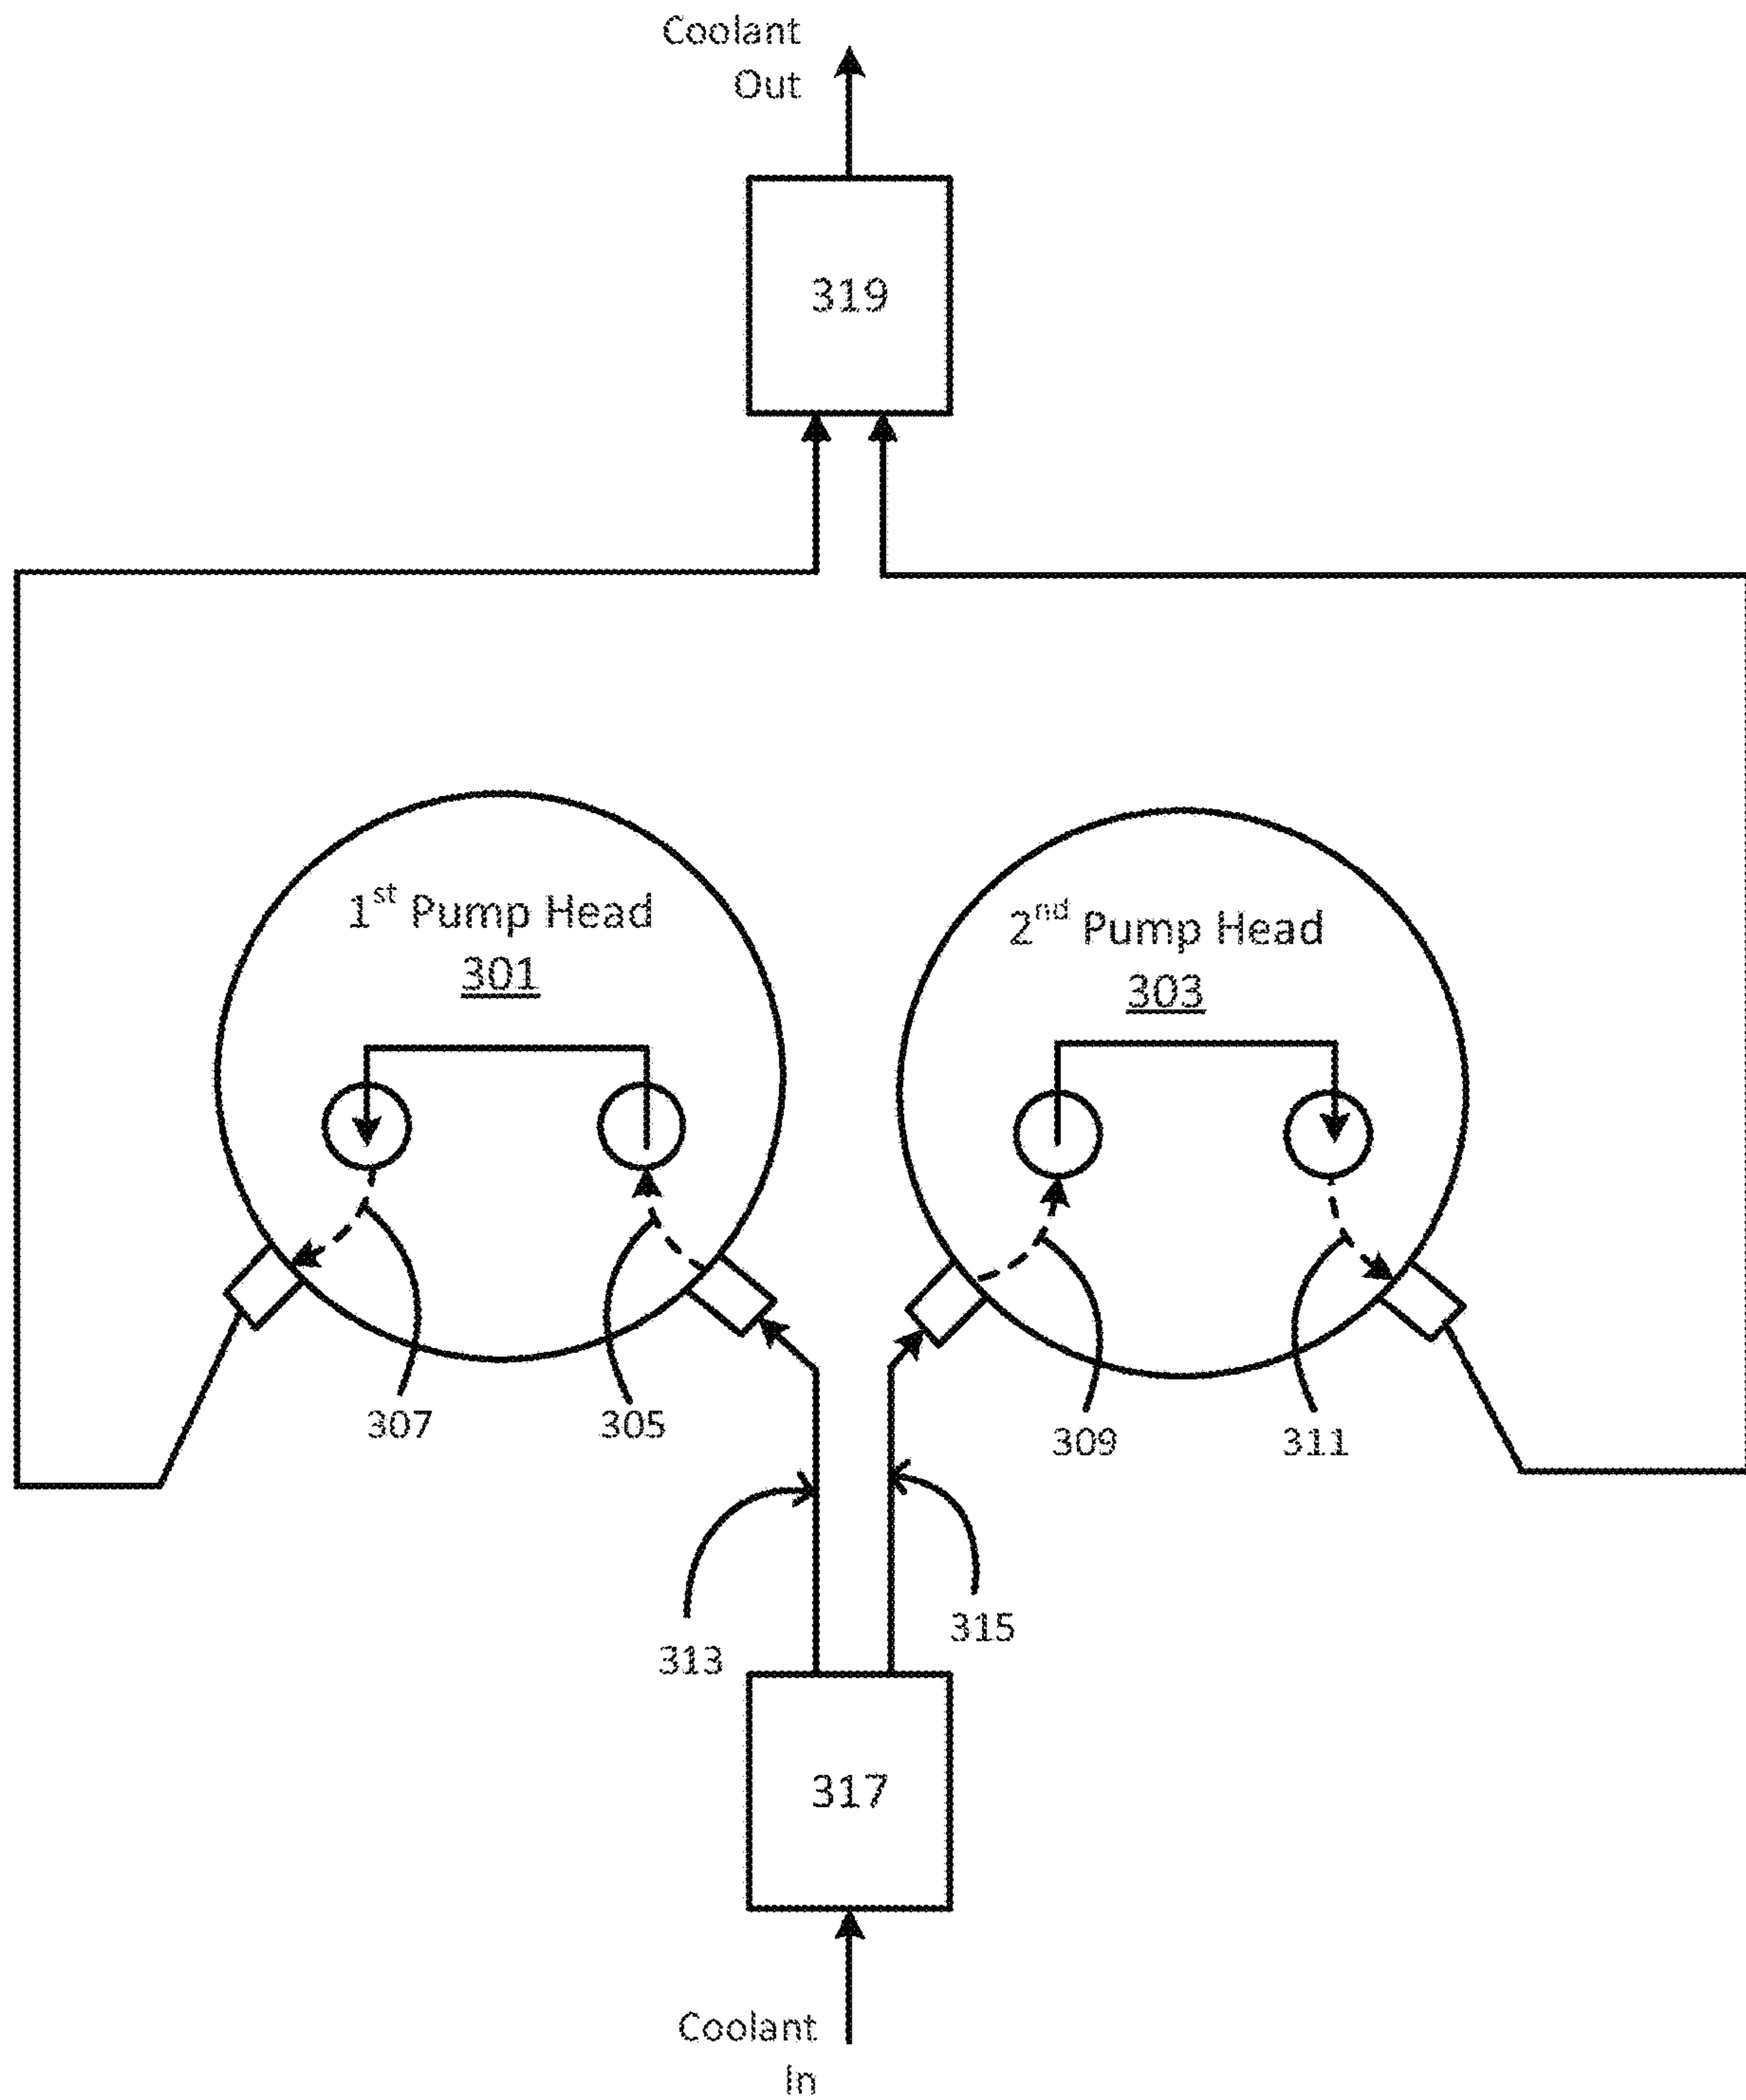 Coolant
Out
319
1st Pump Head
301
2nd Pump Head
303
307
305
309
311
313
315
317
Coolant
In